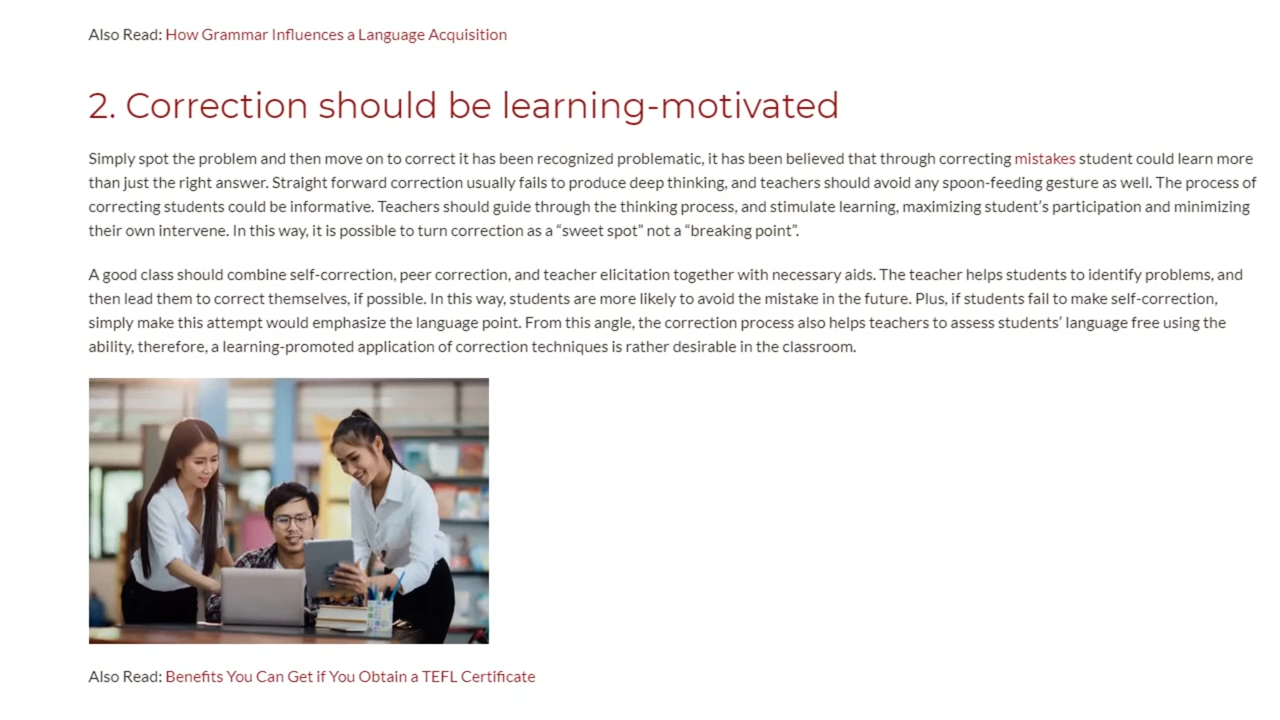 Also Read: How Grammar Influences a Language Acquisition
2. Correction should be learning-motivated
Simply spot the problem and then move on to correct it has been recognized problematic, it has been believed that through correcting mistakes student could learn more
than just the right answer. Straight forward correction usually fails to produce deep thinking, and teachers should avoid any spoon-feeding gesture as well. The process of
correcting students could be informative. Teachers should guide through the thinking process, and stimulate learning, maximizing student’s participation and minimizing
their own intervene. In this way, it is possible to turn correction as a “sweet spot” not a “breaking point”.
A good class should combine self-correction, peer correction, and teacher elicitation together with necessary aids. The teacher helps students to identify problems, and
then lead them to correct themselves, if possible. In this way, students are more likely to avoid the mistake in the future. Plus, if students fail to make self-correction,
simply make this attempt would emphasize the language point. From this angle, the correction process also helps teachers to assess students’ language free using the
ability, therefore, a learning-promoted application of correction techniques is rather desirable in the classroom.
Also Read: Benefits You Can Get if You Obtain a TEFL Certificate